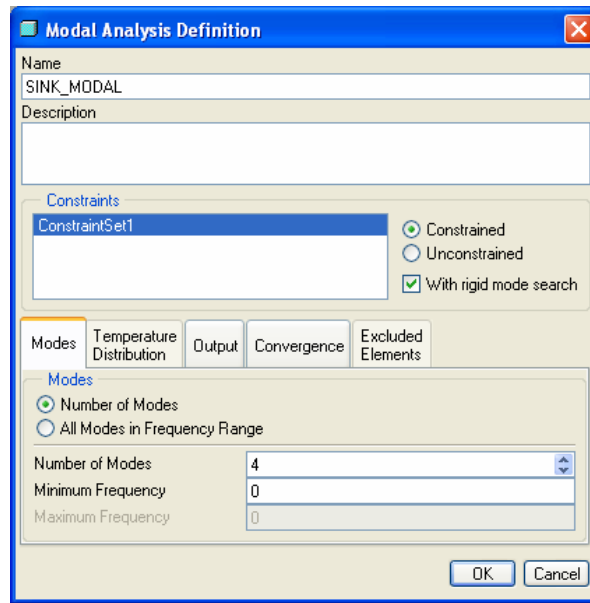 Modal Analysis Definition
Name
SINK_MODAL
Description
Constraints
ConstraintSet1
Constrained
Unconstrained
With rigid mode search
Modes
Temperature Distribution
Output
Convergence
Excluded Elements
Modes
Number of Modes
All Modes in Frequency Range
Number of Modes 4
Minimum Frequency 0
Maximum Frequency 0
OK Cancel